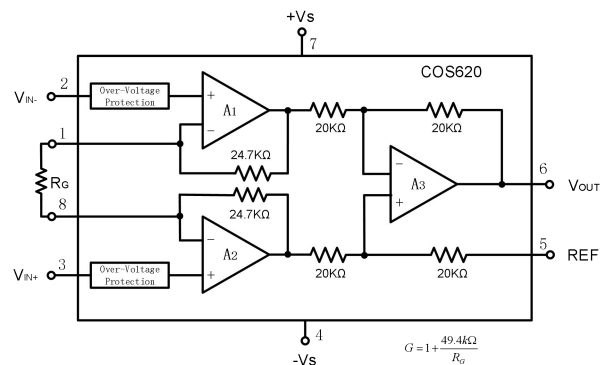 +Vs
7
COS620
2
VIN-
Over-Voltage
Protection
+
A1
-
20KΩ
20KΩ
1
24.7KΩ
RG
-
A3
+
6
VOUT
8
24.7KΩ
-
A2
+
5
REF
3
VIN+
Over-Voltage
Protection
20KΩ
20KΩ
4
-Vs
G = 1 + 49.4kΩ / RG